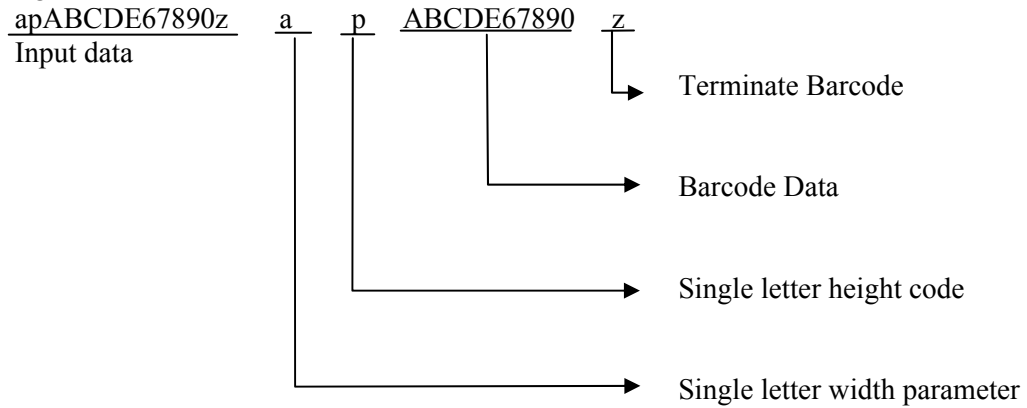 apABCDE67890z a p ABCDE67890 z
Input data
Terminate Barcode
Barcode Data
Single letter height code
Single letter width parameter